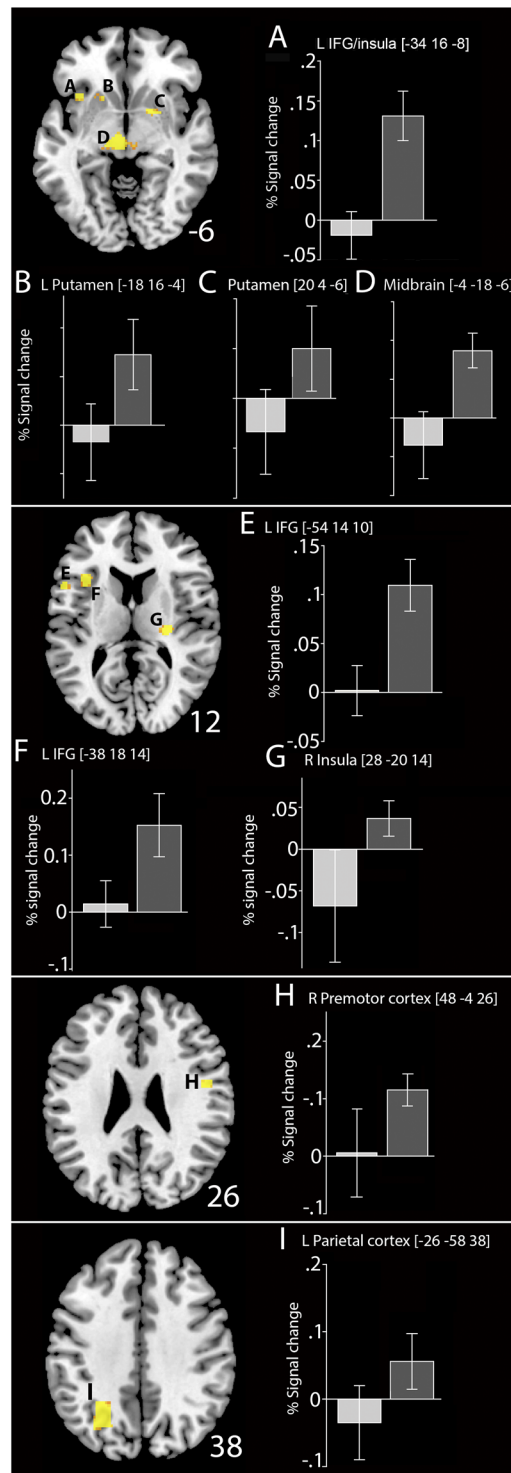 A L IFG/insula [-34 16 -8]
A B C
D
-6
% Signal change
.2
.15
.1
.05
0
-.05
B L Putamen [-18 16 -4]
% Signal change
C Putamen [20 4 -6]
D Midbrain [-4 -18 -6]
E
F
G
12
E L IFG [-54 14 10]
% Signal change
.15
.1
.05
0
-.05
F L IFG [-38 18 14]
% signal change
0.2
0.1
0
-.1
G R Insula [28 -20 14]
% signal change
.05
0
-.05
-.1
H
26
H R Premotor cortex [48 -4 26]
% Signal change
.2
-.1
0
-.1
I
38
I L Parietal cortex [-26 -58 38]
% Signal change
.2
.1
0
-.1